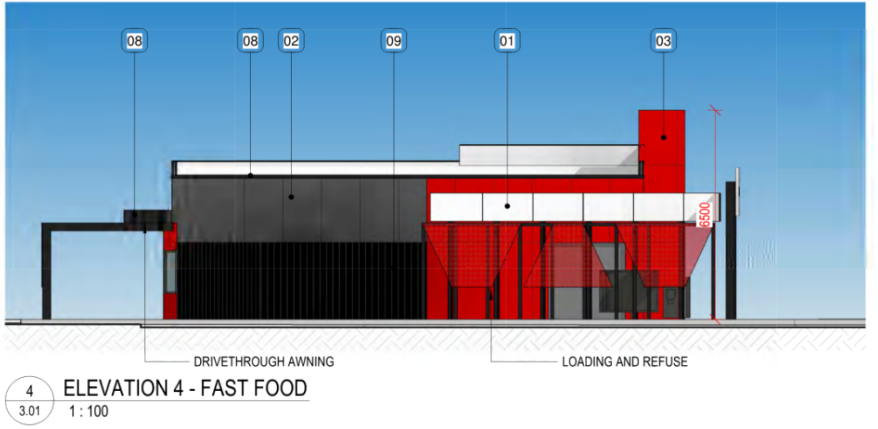 08 08 02 09 01 03
6500
DRIVETHROUGH AWNING LOADING AND REFUSE
4 ELEVATION 4 - FAST FOOD
3.01 1 : 100